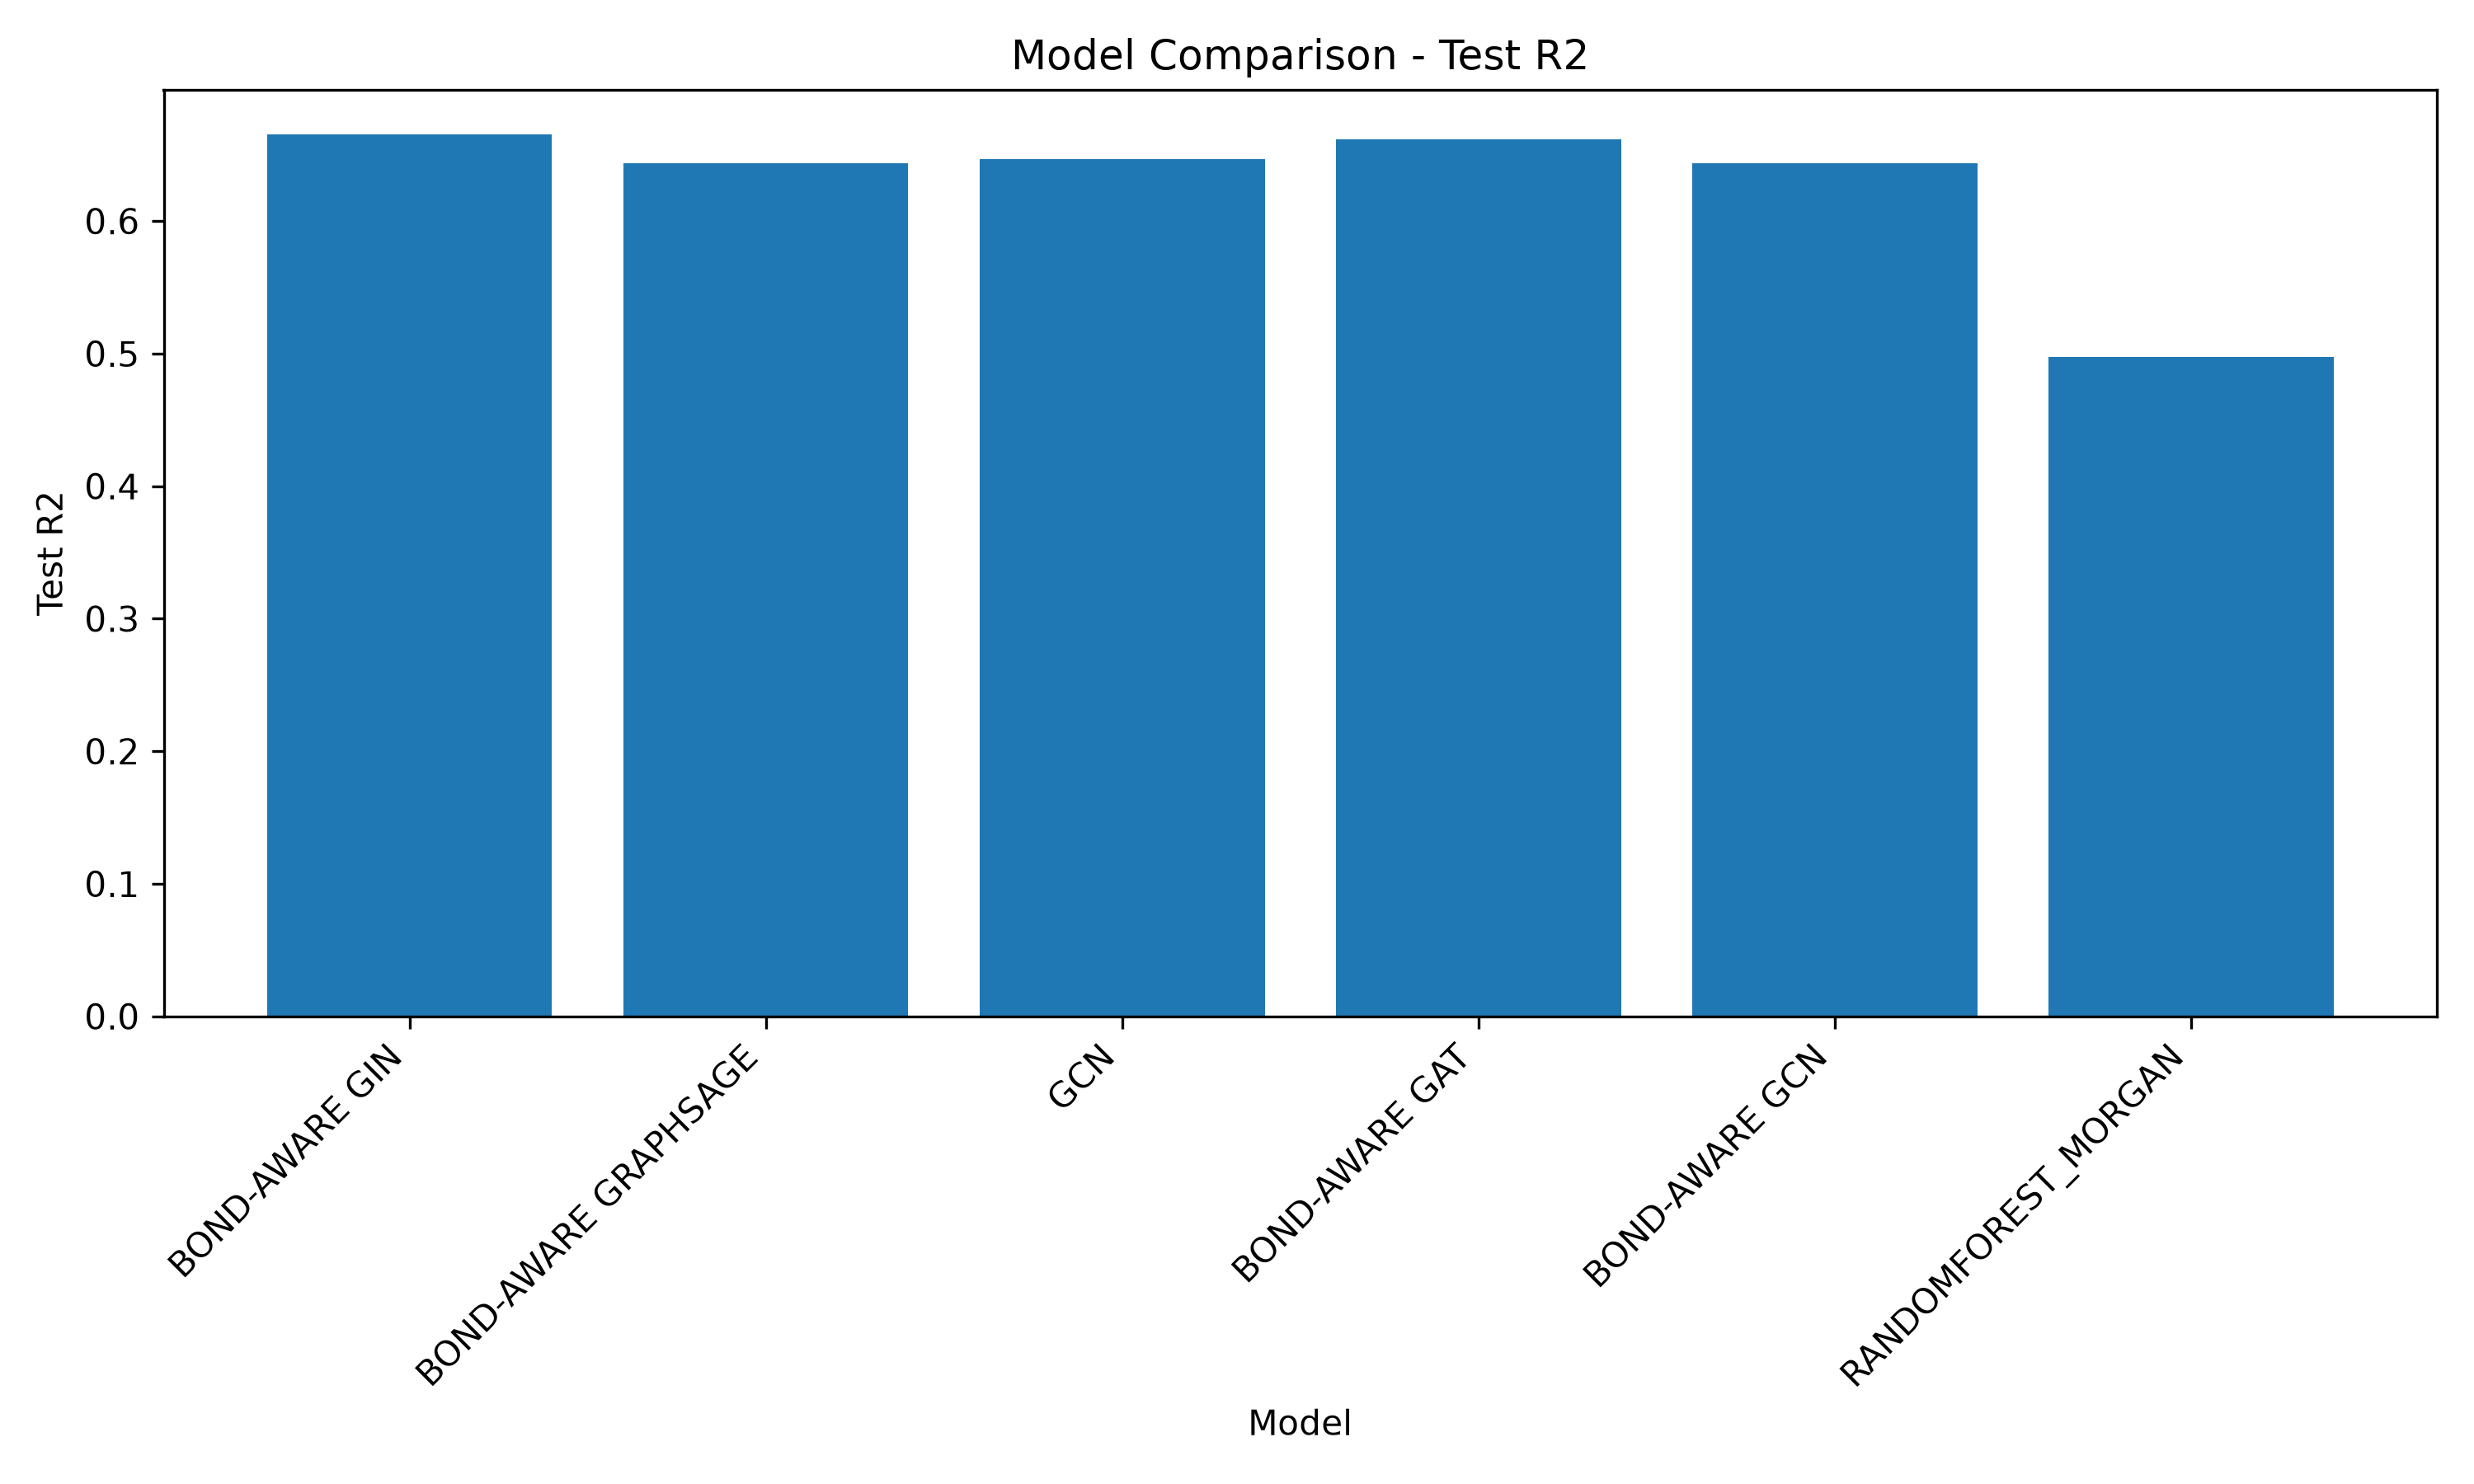 Model Comparison - Test R2
Test R2
0.6
0.5
0.4
0.3
0.2
0.1
0.0
BOND-AWARE GIN
BOND-AWARE GRAPHSAGE
GCN
BOND-AWARE GAT
BOND-AWARE GCN
RANDOMFOREST_MORGAN
Model